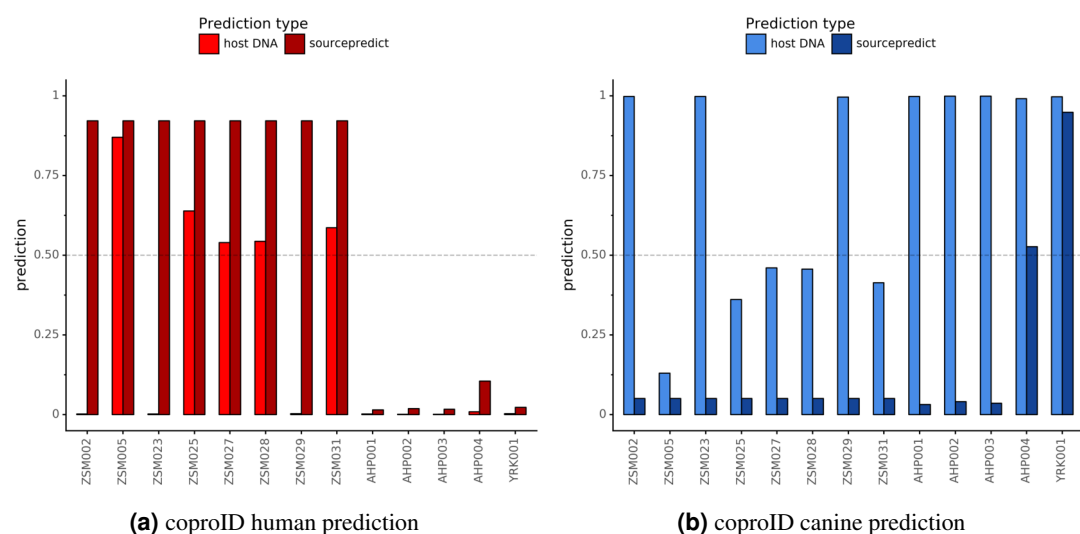 Prediction type
host DNA sourcepredict
1
0.75
0.50
0.25
0
prediction
ZSM002
ZSM005
ZSM023
ZSM025
ZSM027
ZSM028
ZSM029
ZSM031
AHP001
AHP002
AHP003
AHP004
YRK001
(a) coproID human prediction
Prediction type
host DNA sourcepredict
1
0.75
0.50
0.25
0
prediction
ZSM002
ZSM005
ZSM023
ZSM025
ZSM027
ZSM028
ZSM029
ZSM031
AHP001
AHP002
AHP003
AHP004
YRK001
(b) coproID canine prediction